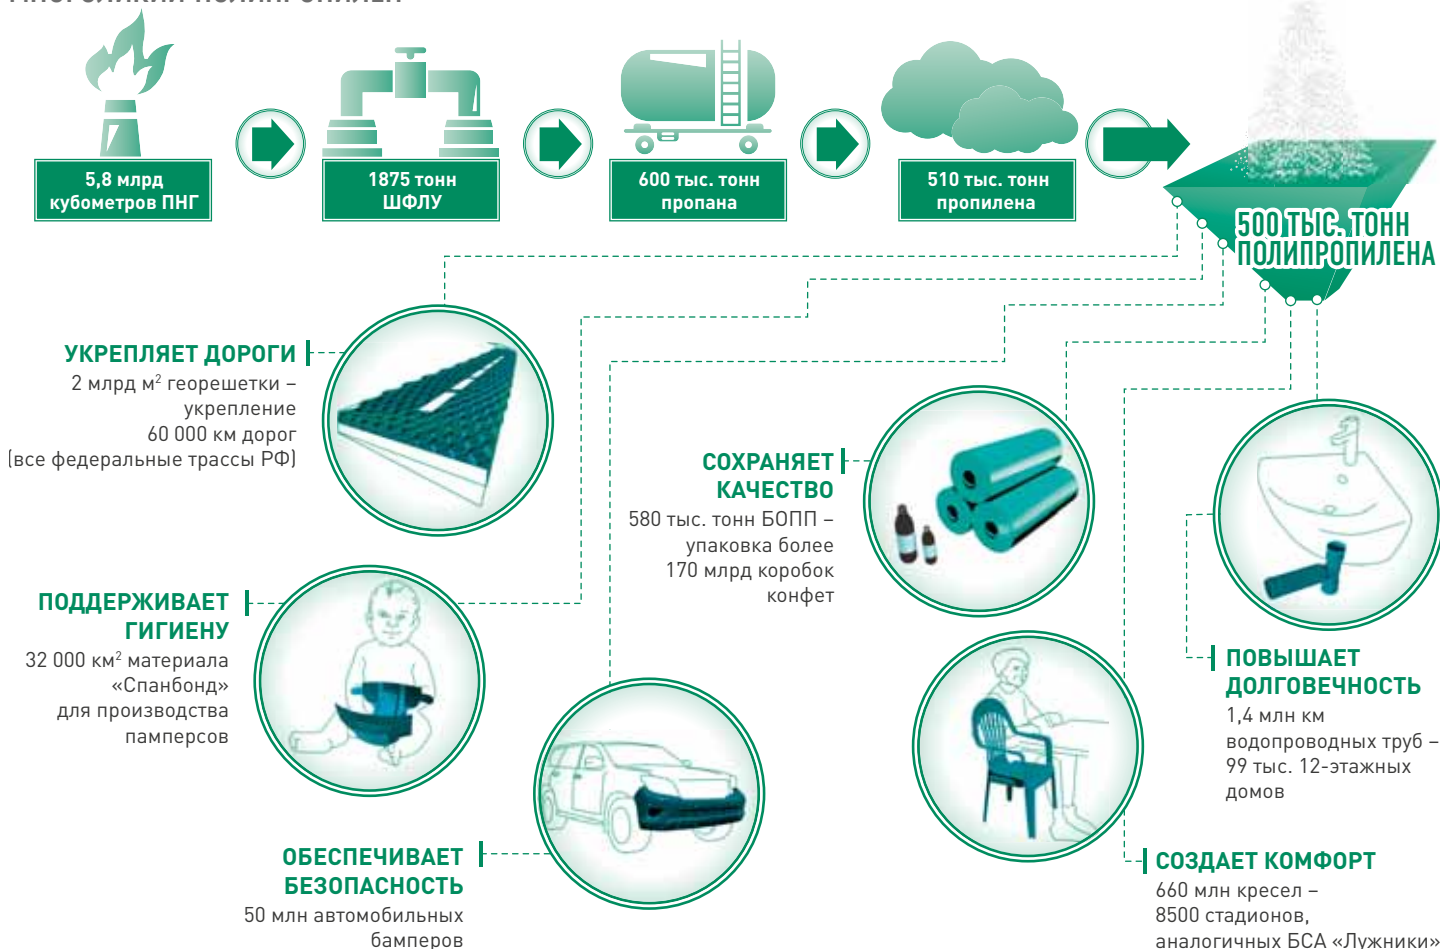 МНОГОЛИКИЙ ПОЛИПРОПИЛЕН
5,8 млрд
кубометров ПНГ
1875 тонн
ШФЛУ
600 тыс. тонн
пропана
510 тыс. тонн
пропилена
500 ТЫС. ТОНН
ПОЛИПРОПИЛЕНА
УКРЕПЛЯЕТ ДОРОГИ
2 млрд м² георешетки –
укрепление
60 000 км дорог
(все федеральные трассы РФ)
СОХРАНЯЕТ
КАЧЕСТВО
580 тыс. тонн БОПП –
упаковка более
170 млрд коробок
конфет
ПОДДЕРЖИВАЕТ
ГИГИЕНУ
32 000 км² материала
«Спанбонд»
для производства
памперсов
ПОВЫШАЕТ
ДОЛГОВЕЧНОСТЬ
1,4 млн км
водопроводных труб –
99 тыс. 12-этажных
домов
ОБЕСПЕЧИВАЕТ
БЕЗОПАСНОСТЬ
50 млн автомобильных
бамперов
СОЗДАЕТ КОМФОРТ
660 млн кресел –
8500 стадионов,
аналогичных БСА «Лужники»